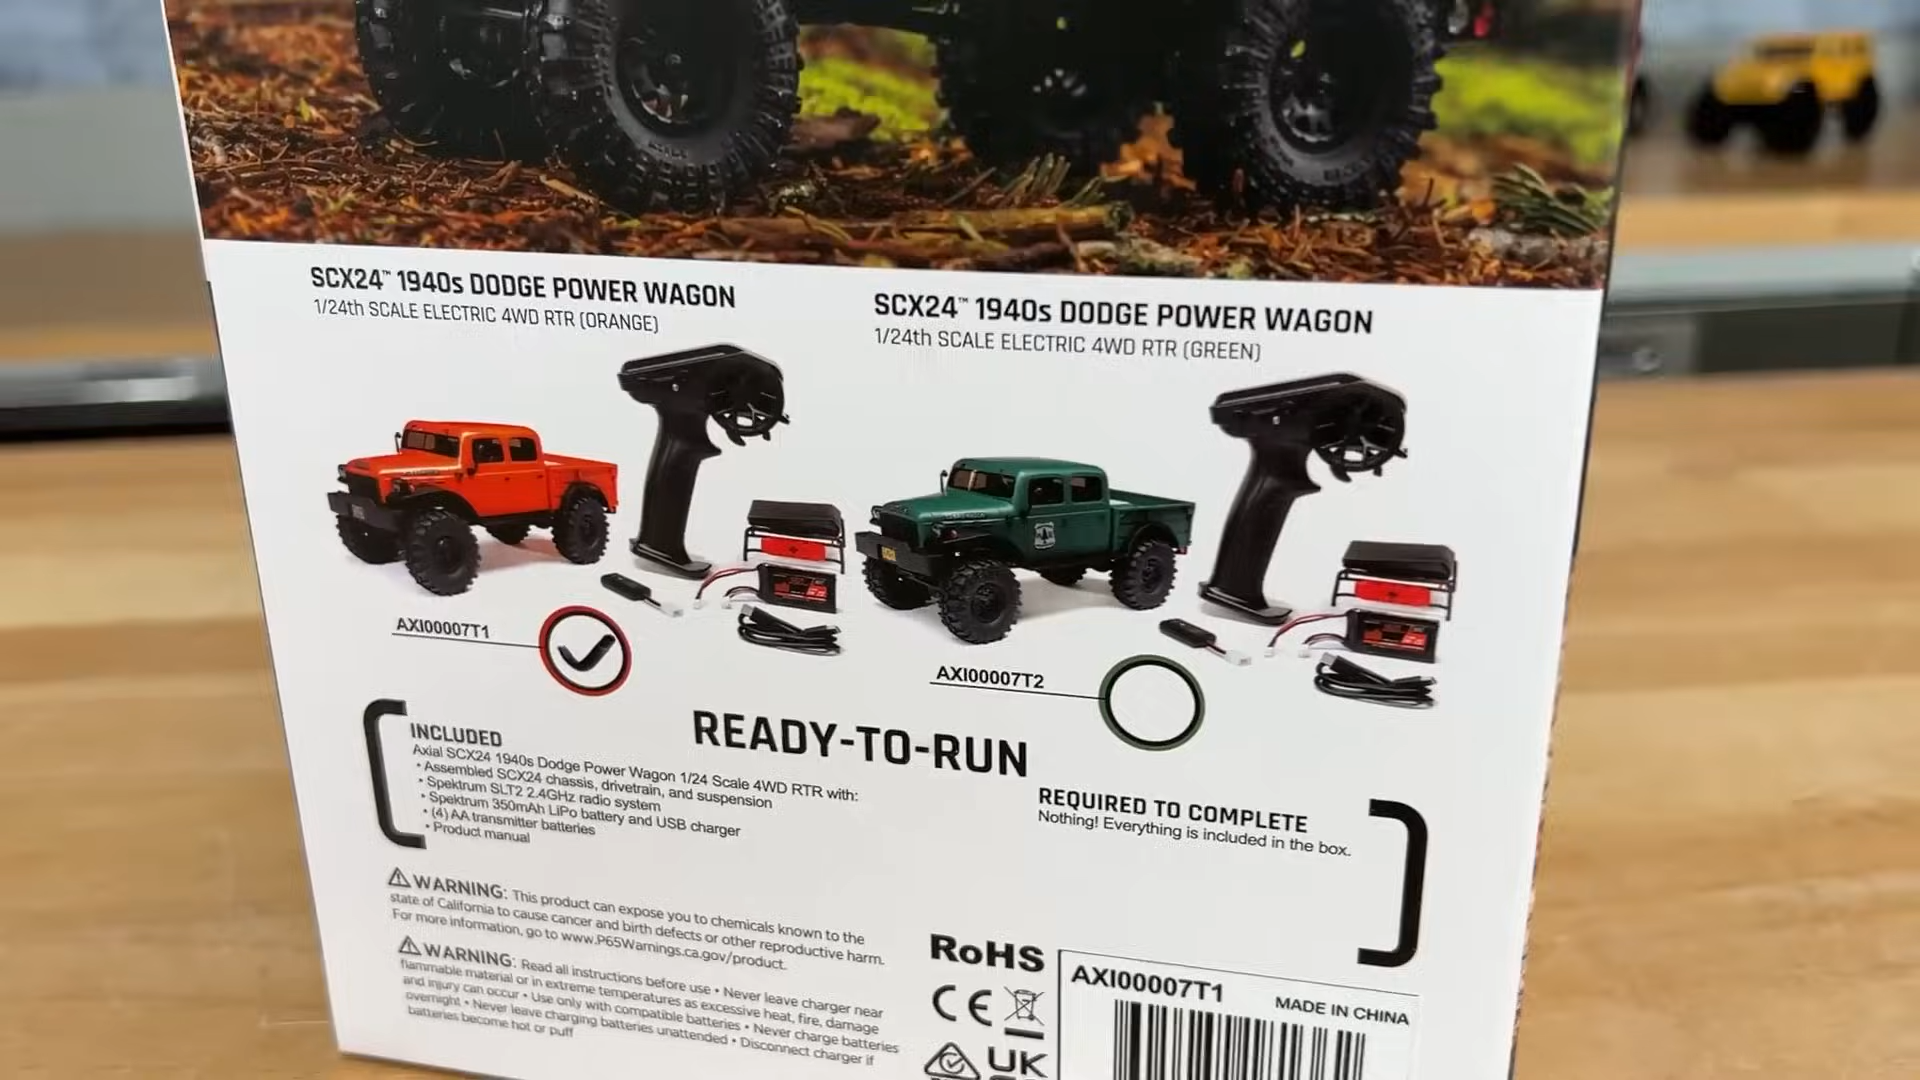 SCX24™ 1940s DODGE POWER WAGON
1/24th SCALE ELECTRIC 4WD RTR (ORANGE)
SCX24™ 1940s DODGE POWER WAGON
1/24th SCALE ELECTRIC 4WD RTR (GREEN)
AXI00007T1
AXI00007T2
READY-TO-RUN
INCLUDED
Axial SCX24 1940s Dodge Power Wagon 1/24 Scale 4WD RTR with:
• Assembled SCX24 chassis, drivetrain, and suspension
• Spektrum SLT2 2.4GHz radio system
• Spektrum 350mAh LiPo battery and USB charger
• (4) AA transmitter batteries
• Product manual
REQUIRED TO COMPLETE
Nothing! Everything is included in the box.
⚠WARNING: This product can expose you to chemicals known to the
state of California to cause cancer and birth defects or other reproductive harm.
For more information, go to www.P65Warnings.ca.gov/product.
⚠WARNING: Read all instructions before use • Never leave charger near
flammable material or in extreme temperatures as excessive heat, fire, damage
and injury can occur • Use only with compatible batteries • Never charge batteries
overnight • Never leave charging batteries unattended • Disconnect charger if
batteries become hot or puff
RoHS
CE
UK
AXI00007T1
MADE IN CHINA